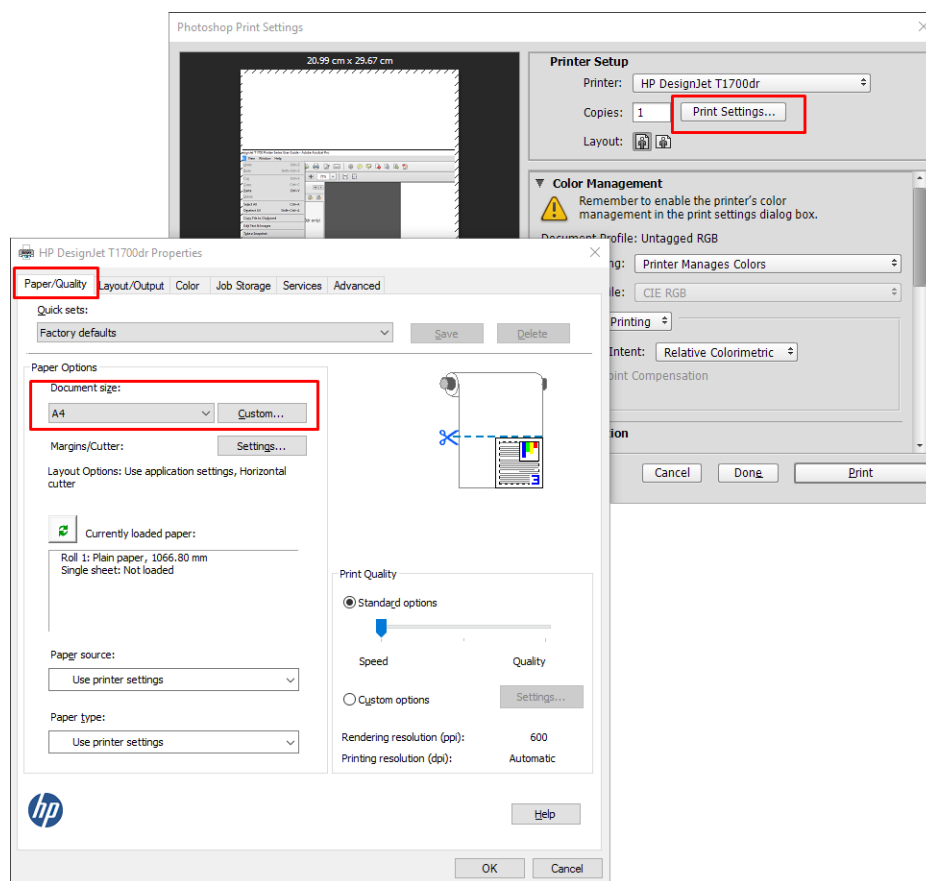 Photoshop Print Settings
20.99 cm x 29.67 cm
Printer Setup
Printer: HP DesignJet T1700dr
Copies: 1 Print Settings...
Layout:
Color Management
Remember to enable the printer's color
management in the print settings dialog box.
Document Profile: Untagged RGB
ng: Printer Manages Colors
ile: CIE RGB
Printing
Intent: Relative Colorimetric
oint Compensation
ion
Cancel Done Print
HP DesignJet T1700dr Properties
Paper/Quality Layout/Output Color Job Storage Services Advanced
Quick sets:
Factory defaults Save Delete
Paper Options
Document size:
A4 Custom...
Margins/Cutter: Settings...
Layout Options: Use application settings, Horizontal
cutter
Currently loaded paper:
Roll 1: Plain paper, 1066.80 mm
Single sheet: Not loaded
Paper source:
Use printer settings
Paper type:
Use printer settings
3
Print Quality
Standard options
Speed Quality
Custom options Settings...
Rendering resolution (ppi): 600
Printing resolution (dpi): Automatic
hp
Help
OK Cancel